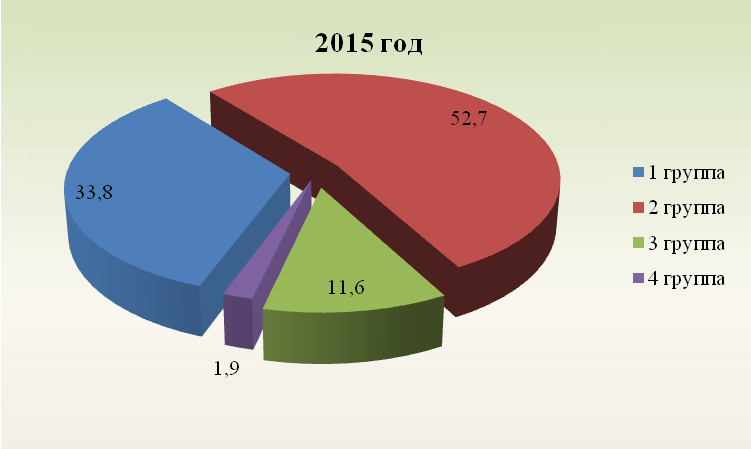 2015 год
52,7
33,8
11,6
1,9
1 группа
2 группа
3 группа
4 группа